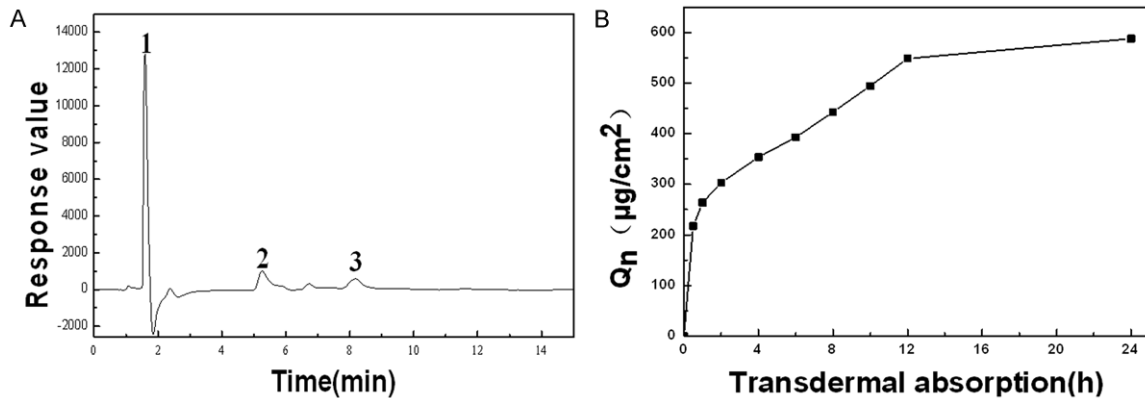 A
14000
12000
10000
8000
6000
4000
2000
0
-2000
Response value
1
2
3
0 2 4 6 8 10 12 14
Time(min)
B
600
500
400
300
200
100
0
Qn（μg/cm²）
0 4 8 12 16 20 24
Transdermal absorption(h)